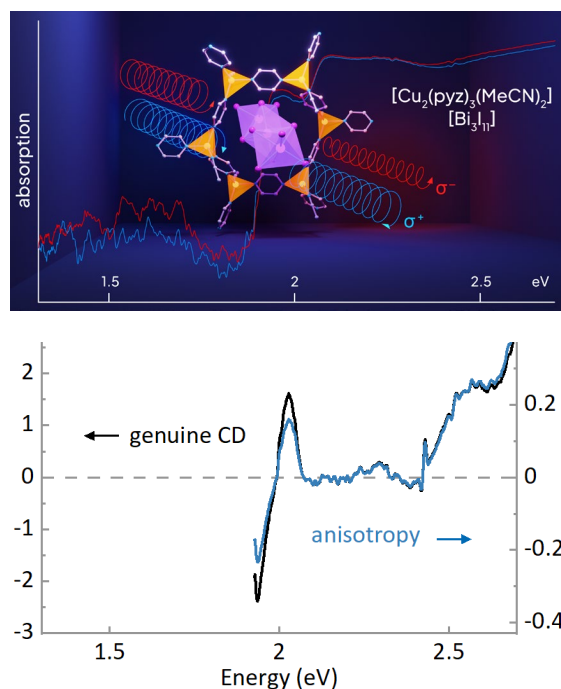 absorption
[Cu₂(pyz)₃(MeCN)₂]
[Bi₃I₁₁]
σ⁻
σ⁺
1.5 2 2.5 eV
2
1
0
-1
-2
-3
genuine CD
anisotropy
0.2
0
-0.2
-0.4
1.5 2 2.5
Energy (eV)